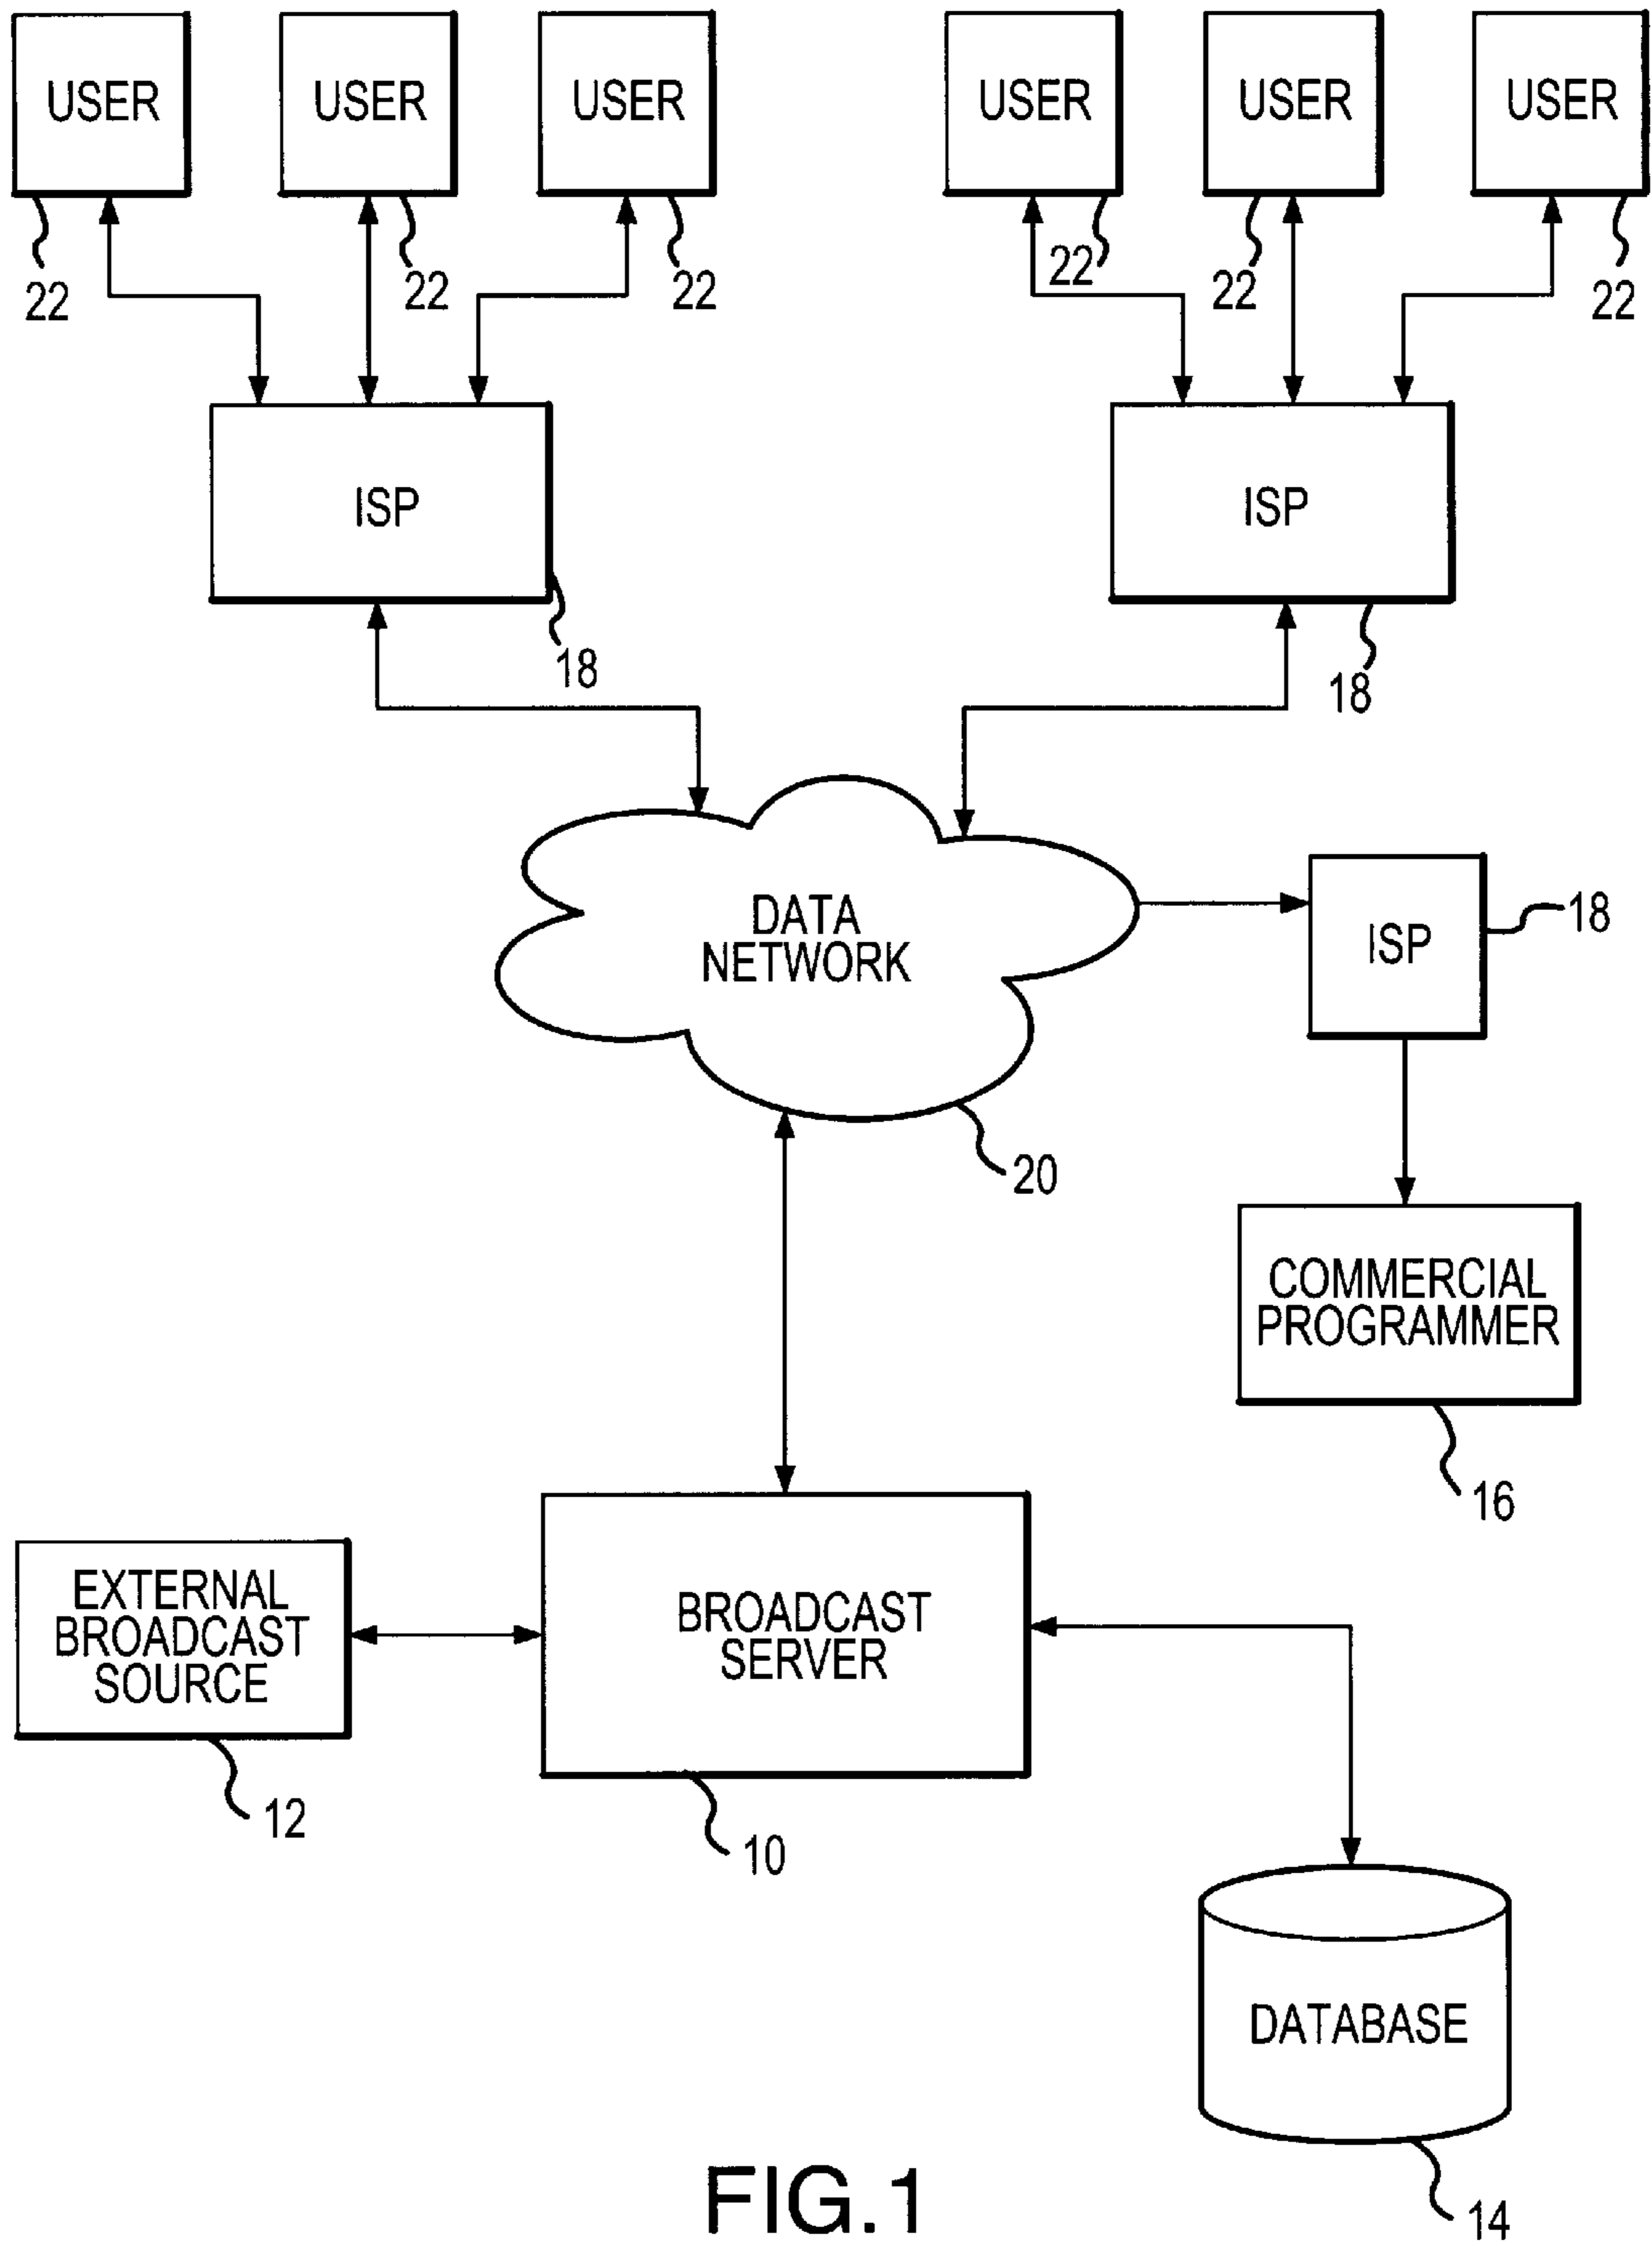 USER
USER
USER
USER
USER
USER
22
22
22
22
22
22
ISP
ISP
18
18
DATA
NETWORK
ISP
18
20
COMMERCIAL
PROGRAMMER
16
EXTERNAL
BROADCAST
SOURCE
BROADCAST
SERVER
12
10
DATABASE
14
FIG.1